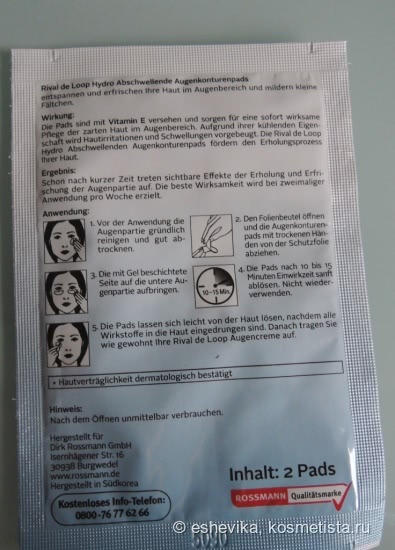 Rival de Loop Hydro Abschwellende Augenkonturenpads
entspannen und erfrischen Ihre Haut im Augenbereich und mildern kleine
Fältchen.
Wirkung:
Die Pads sind mit Vitamin E versehen und sorgen für eine sofort wirksame
Pflege der zarten Haut im Augenbereich. Aufgrund ihrer kühlenden Eigen-
schaft wird Hautirritationen und Schwellungen vorgebeugt. Die Rival de Loop
Hydro Abschwellenden Augenkonturenpads fördern den Erholungsprozess
Ihrer Haut.
Ergebnis:
Schon nach kurzer Zeit treten sichtbare Effekte der Erholung und Erfri-
schung der Augenpartie auf. Die beste Wirksamkeit wird bei zweimaliger
Anwendung pro Woche erzielt.
Anwendung:
1. Vor der Anwendung die
Augenpartie gründlich
reinigen und gut ab-
trocknen.
2. Den Folienbeutel öffnen
und die Augenkonturen-
pads mit trockenen Hän-
den von der Schutzfolie
abziehen.
3. Die mit Gel beschichtete
Seite auf die untere Au-
genpartie aufbringen.
10-15 Min.
4. Die Pads nach 10 bis 15
Minuten Einwirkzeit sanft
ablösen. Nicht wieder-
verwenden.
5. Die Pads lassen sich leicht von der Haut lösen, nachdem alle
Wirkstoffe in die Haut eingedrungen sind. Danach tragen Sie
wie gewohnt Ihre Rival de Loop Augencreme auf.
• Hautverträglichkeit dermatologisch bestätigt
Hinweis:
Nach dem Öffnen unmittelbar verbrauchen.
Hergestellt für
Dirk Rossmann GmbH
Isernhägener Str. 16
30938 Burgwedel
www.rossmann.de
Hergestellt in Südkorea
Kostenloses Info-Telefon:
0800-76 77 62 66
Inhalt: 2 Pads
ROSSMANN Qualitätsmarke
© eshevika, kosmetista.ru